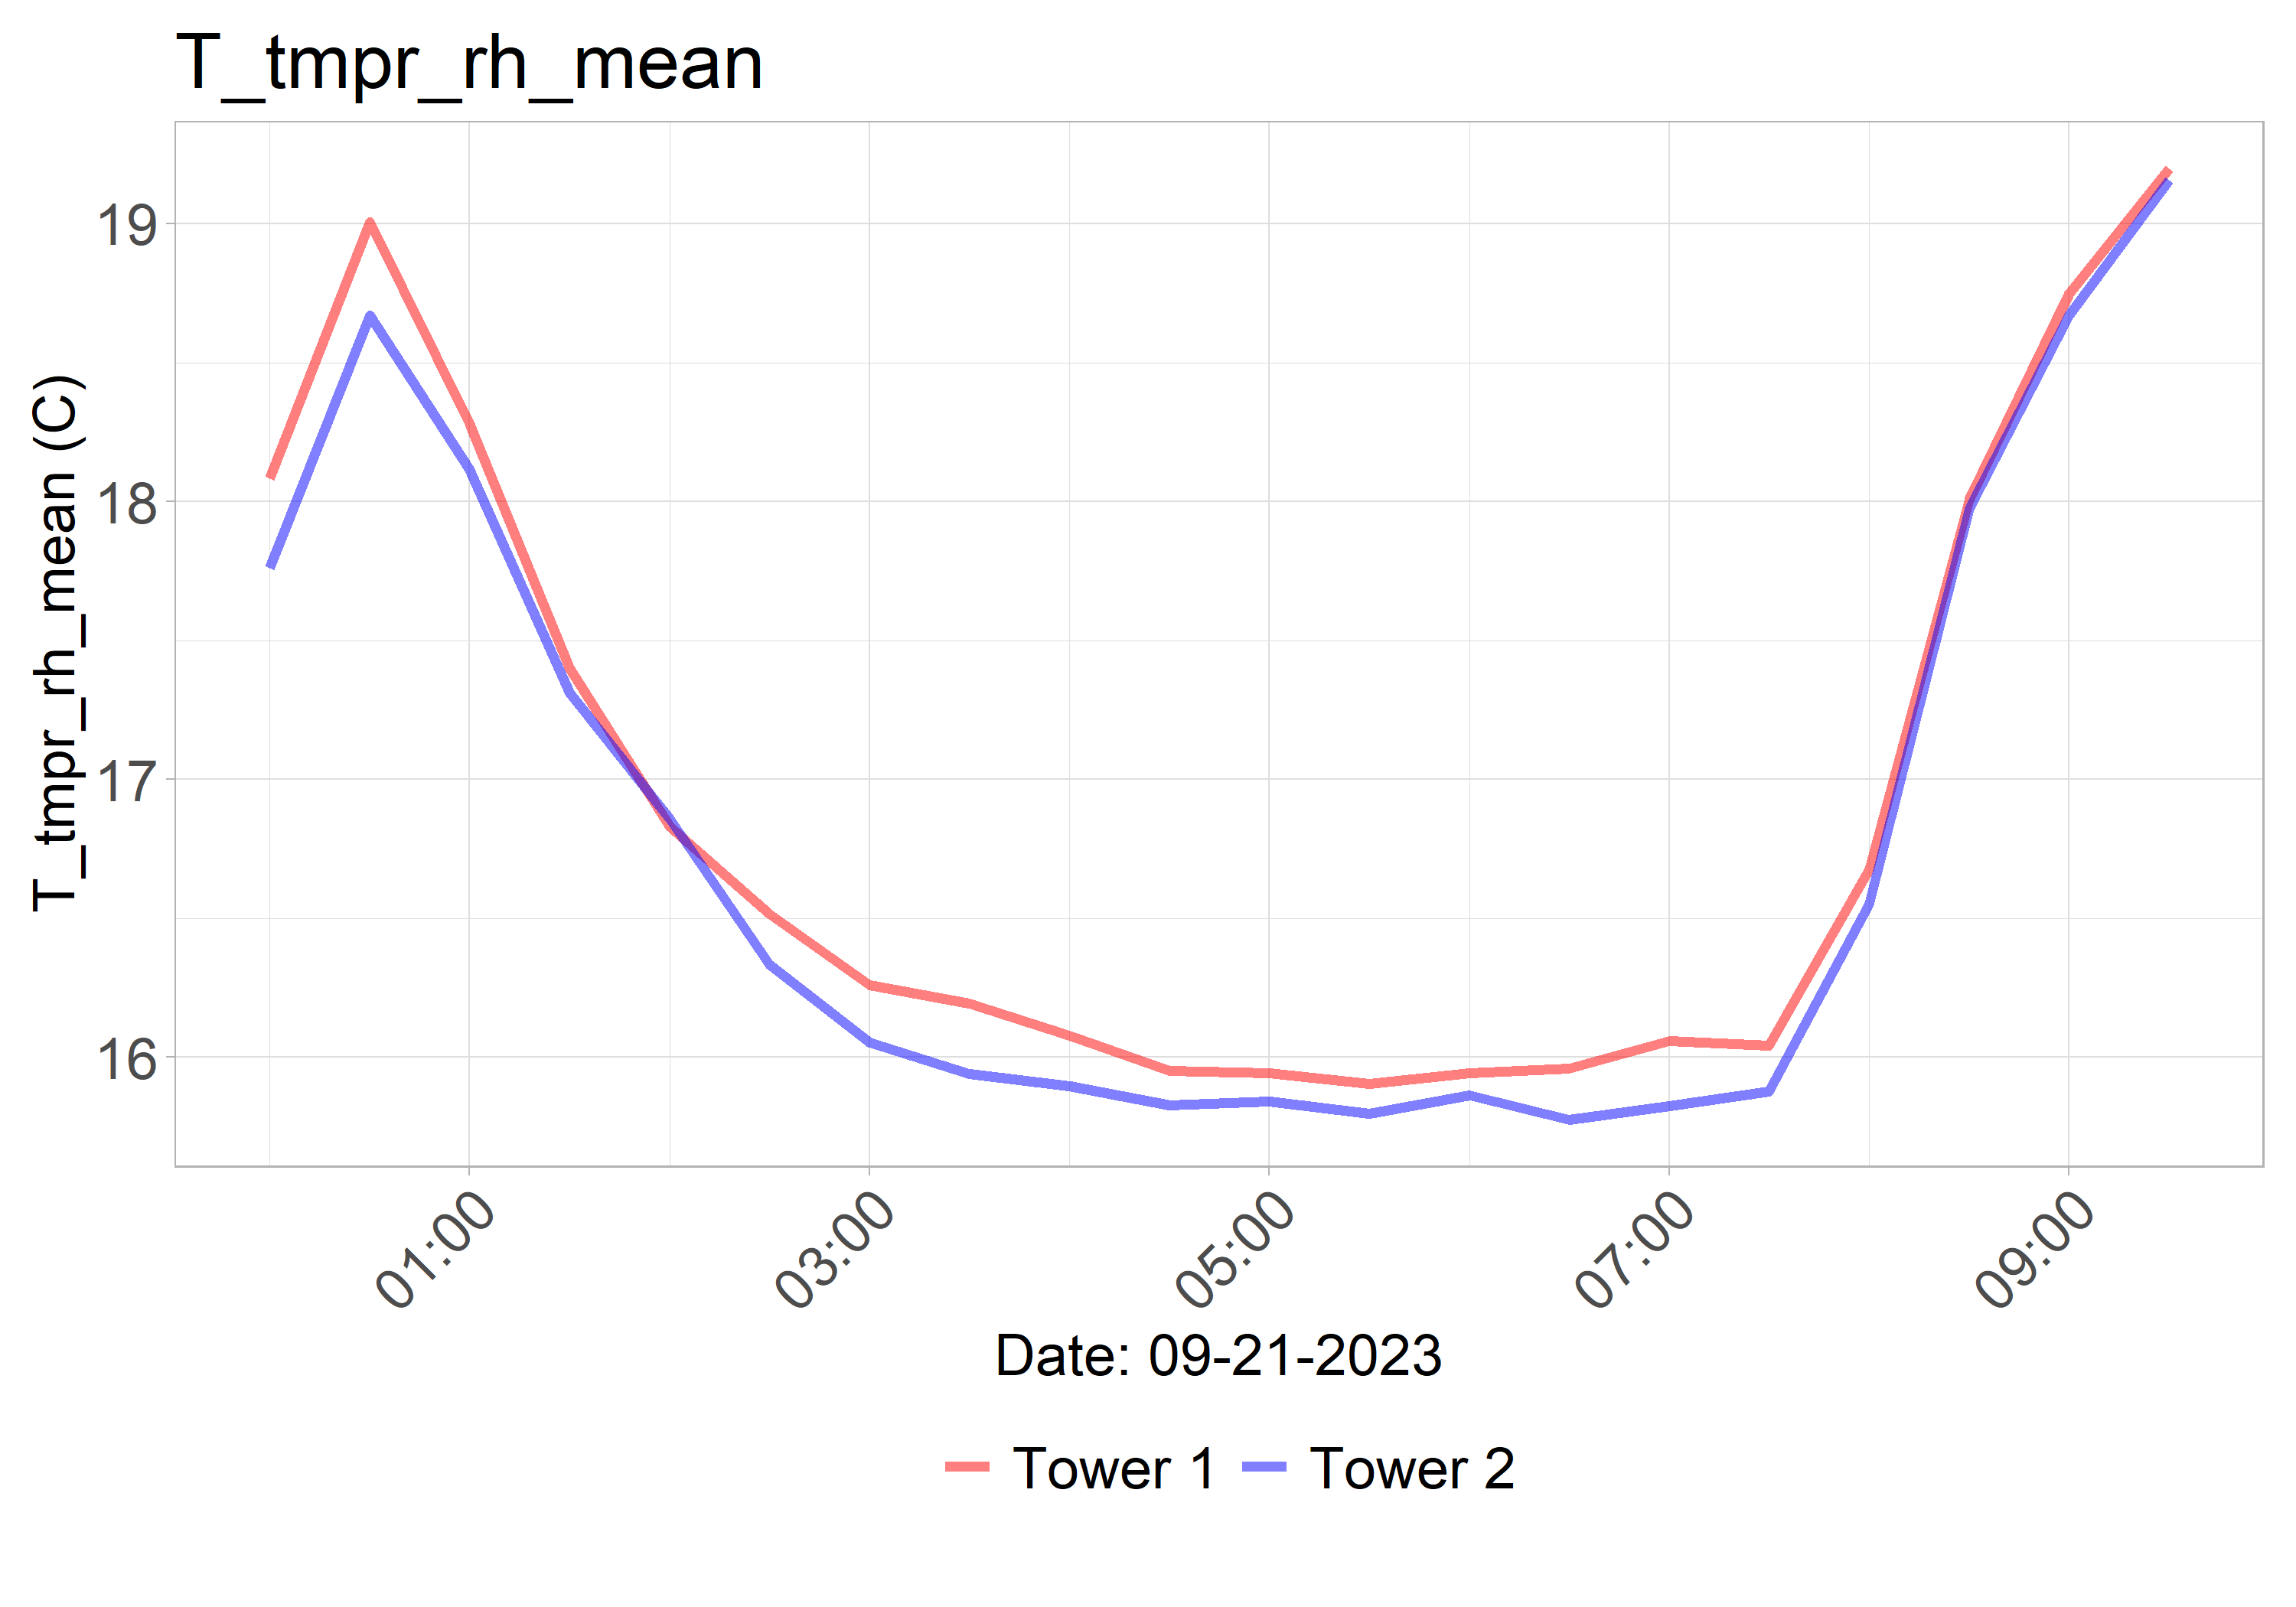 T_tmpr_rh_mean
T_tmpr_rh_mean (C)
19
18
17
16
01:00
03:00
05:00
07:00
09:00
Date: 09-21-2023
Tower 1
Tower 2